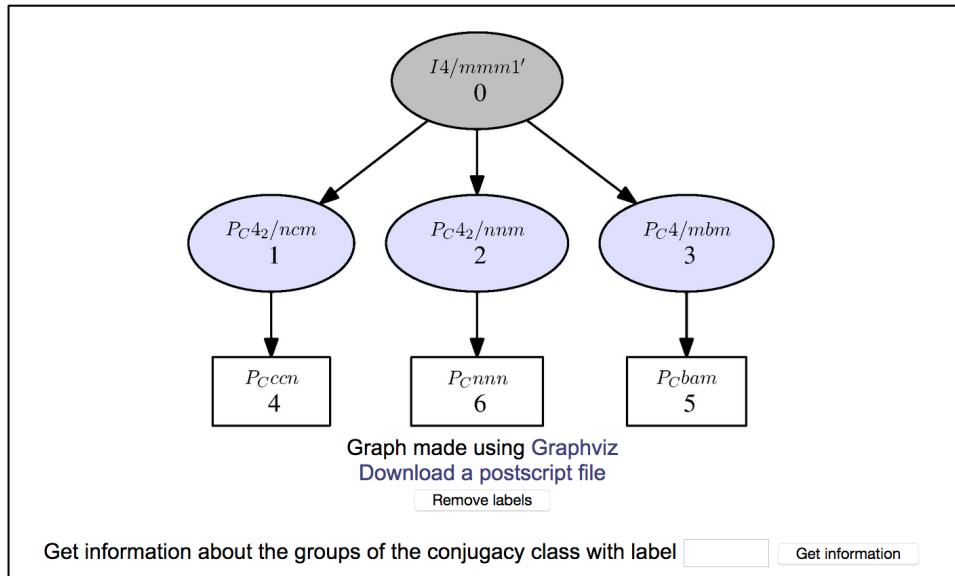 I4/mmm1′
0
P_C4_2/ncm
1
P_C4_2/nnm
2
P_C4/mbm
3
P_Cccn
4
P_Cnnn
6
P_Cbam
5
Graph made using Graphviz
Download a postscript file
Remove labels
Get information about the groups of the conjugacy class with label
Get information